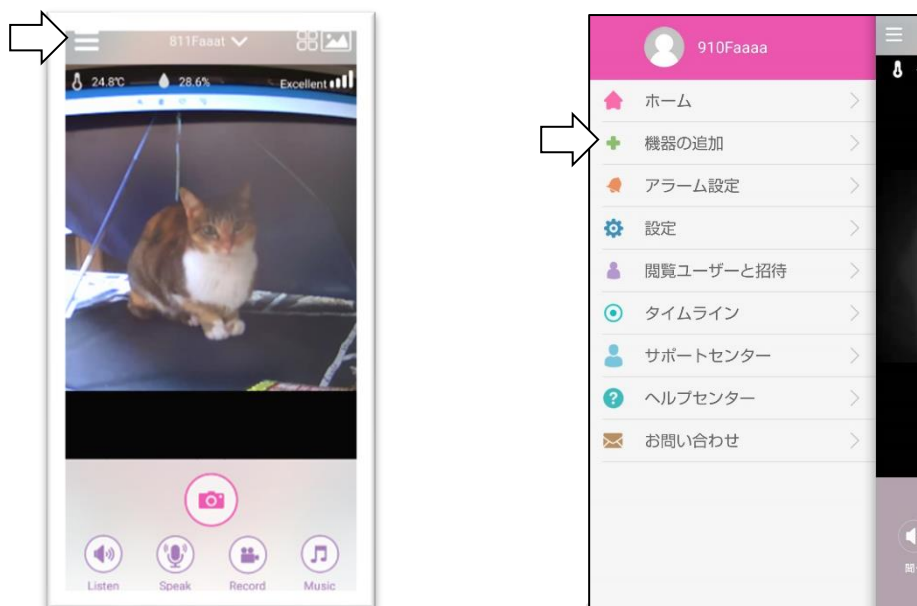 811Faaat
24.8℃
28.6%
Excellent
Listen
Speak
Record
Music
910Faaaa
ホーム
機器の追加
アラーム設定
設定
閲覧ユーザーと招待
タイムライン
サポートセンター
ヘルプセンター
お問い合わせ